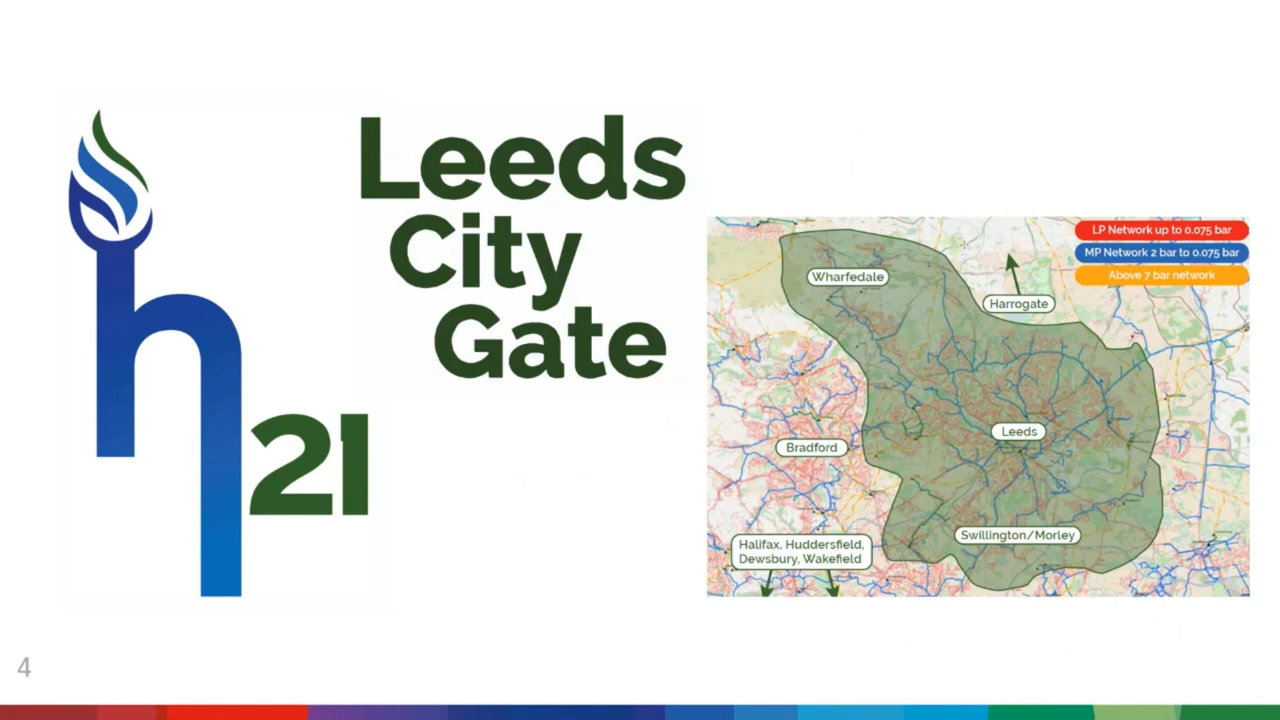 Leeds
City
Gate
h21
LP Network up to 0.075 bar
MP Network 2 bar to 0.075 bar
Above 7 bar network
Wharfedale
Harrogate
Leeds
Bradford
Swillington/Morley
Halifax, Huddersfield,
Dewsbury, Wakefield
4